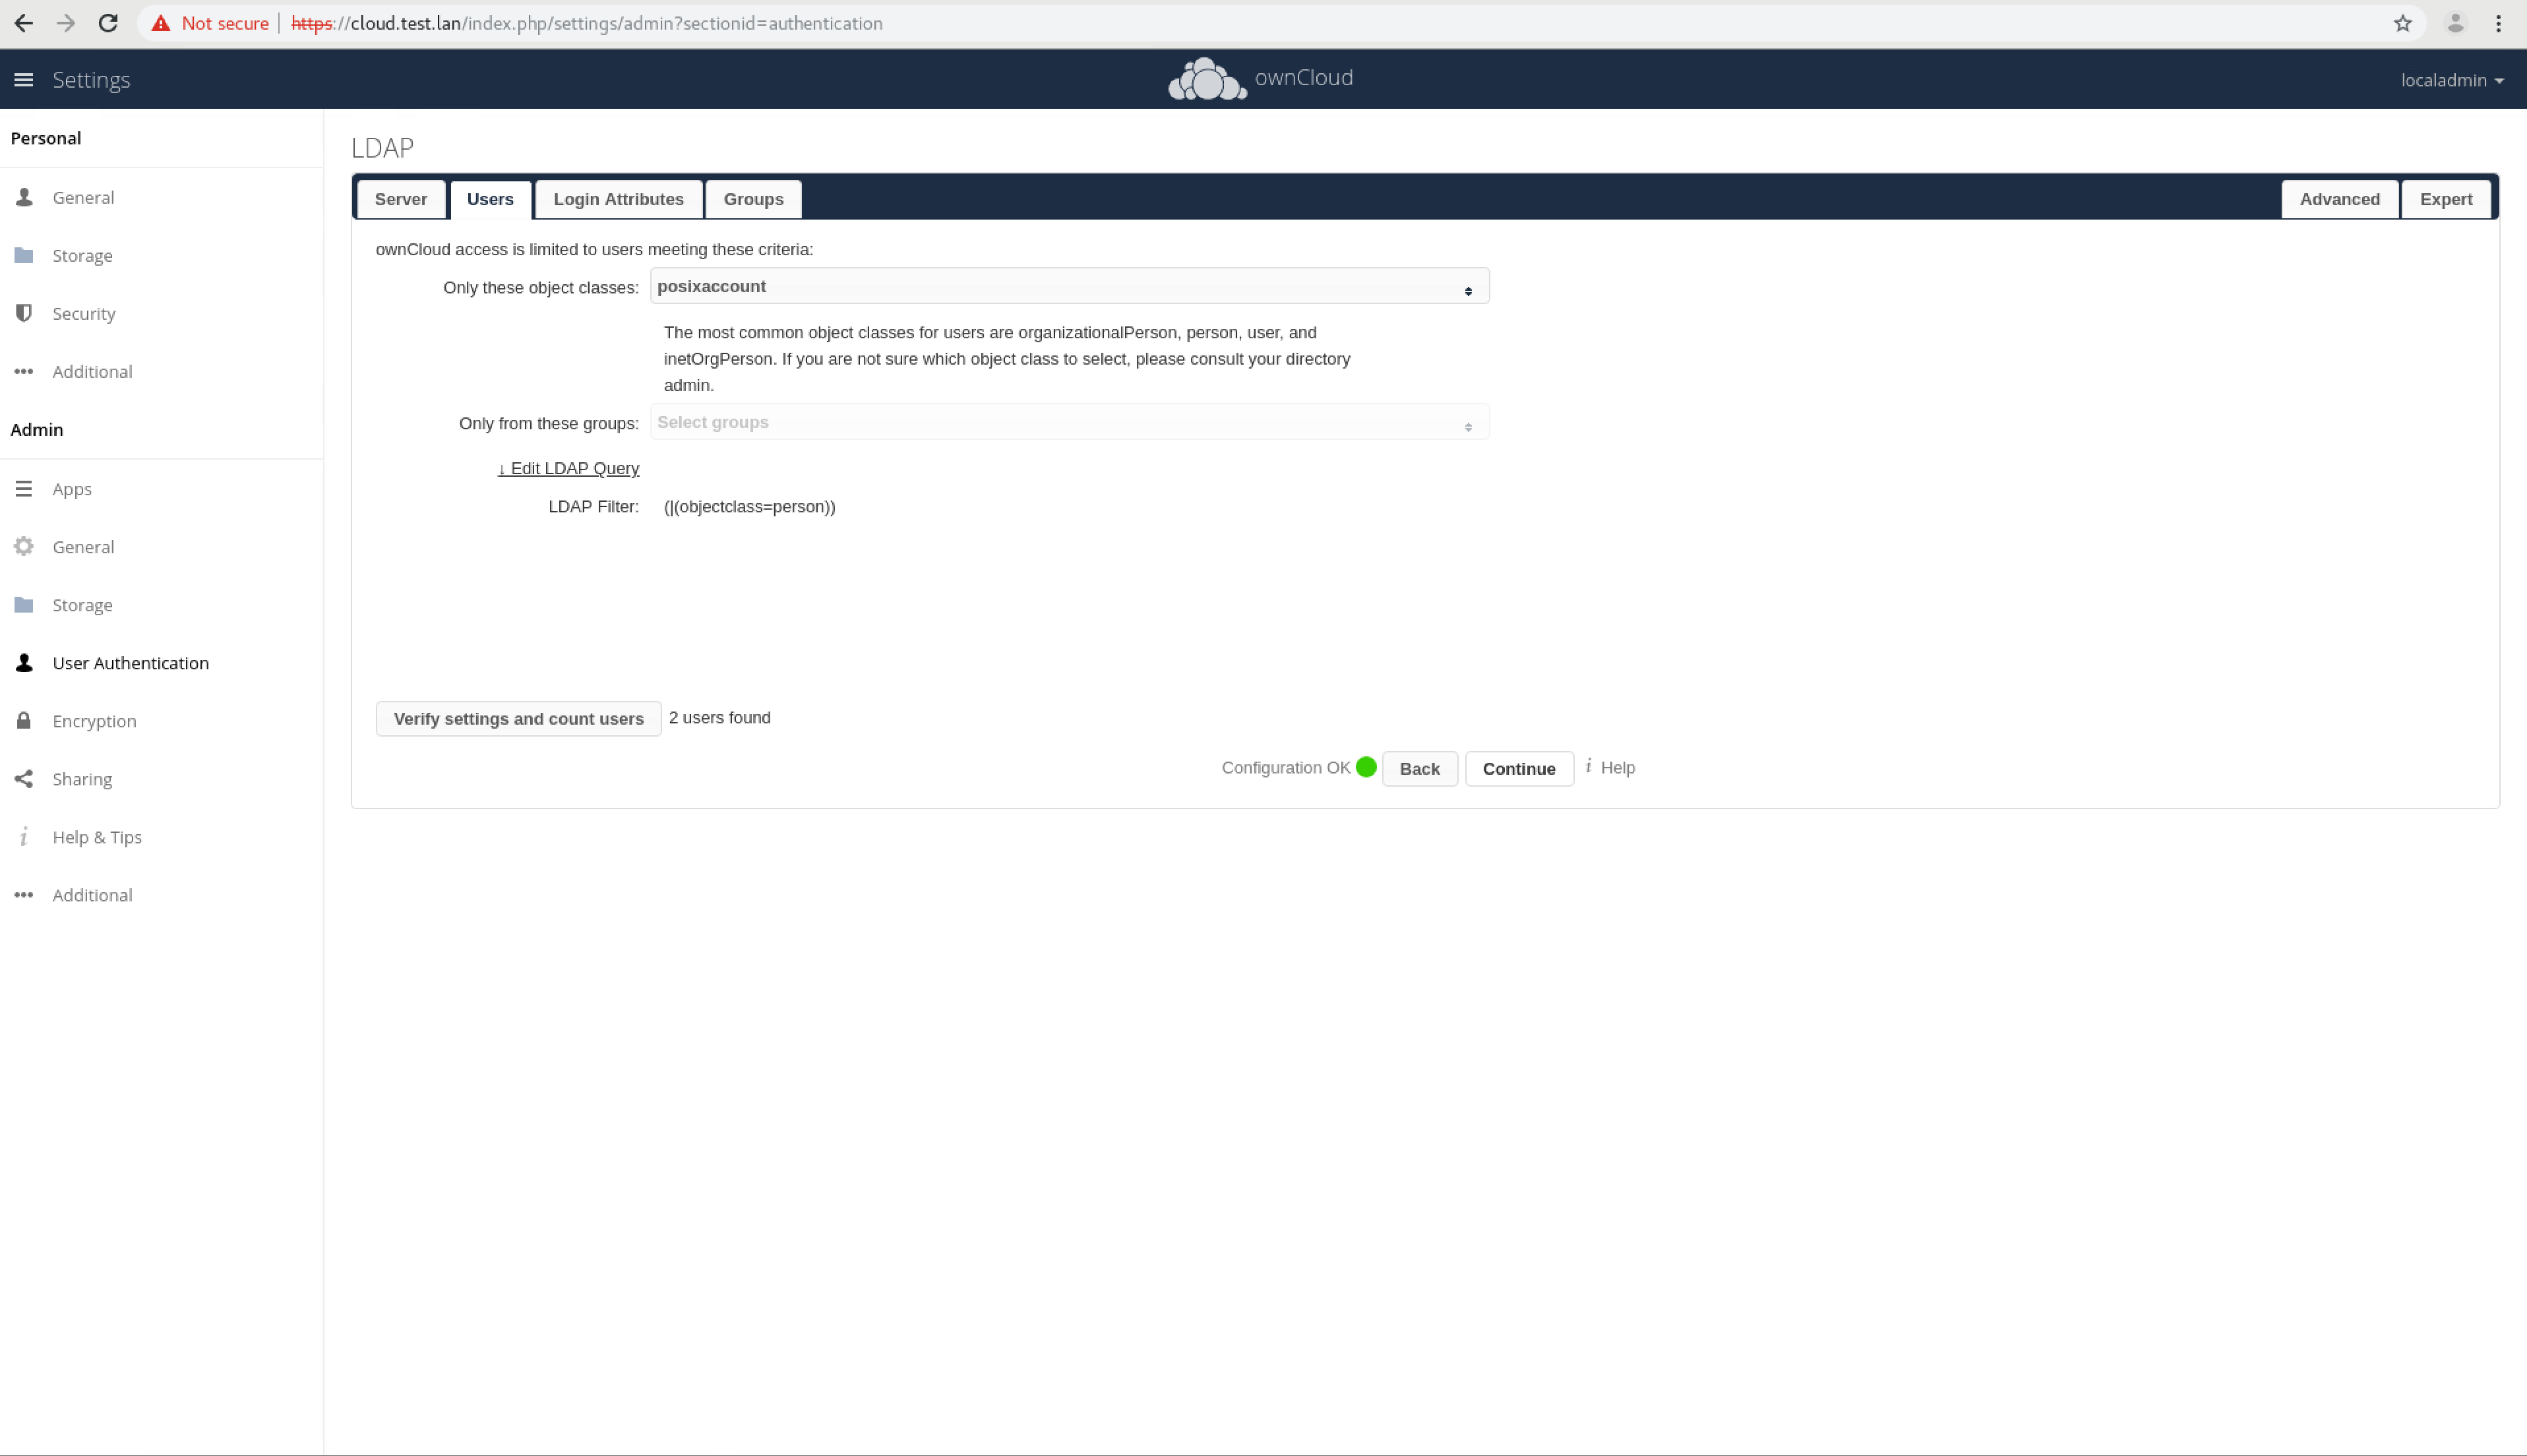 Not secure https://cloud.test.lan/index.php/settings/admin?sectionid=authentication
Settings
ownCloud
localadmin
Personal
General
Storage
Security
Additional
Admin
Apps
General
Storage
User Authentication
Encryption
Sharing
Help & Tips
Additional
LDAP
Server Users Login Attributes Groups Advanced Expert
ownCloud access is limited to users meeting these criteria:
Only these object classes: posixaccount
The most common object classes for users are organizationalPerson, person, user, and
inetOrgPerson. If you are not sure which object class to select, please consult your directory
admin.
Only from these groups: Select groups
↓ Edit LDAP Query
LDAP Filter: (|(objectclass=person))
Verify settings and count users 2 users found
Configuration OK Back Continue i Help